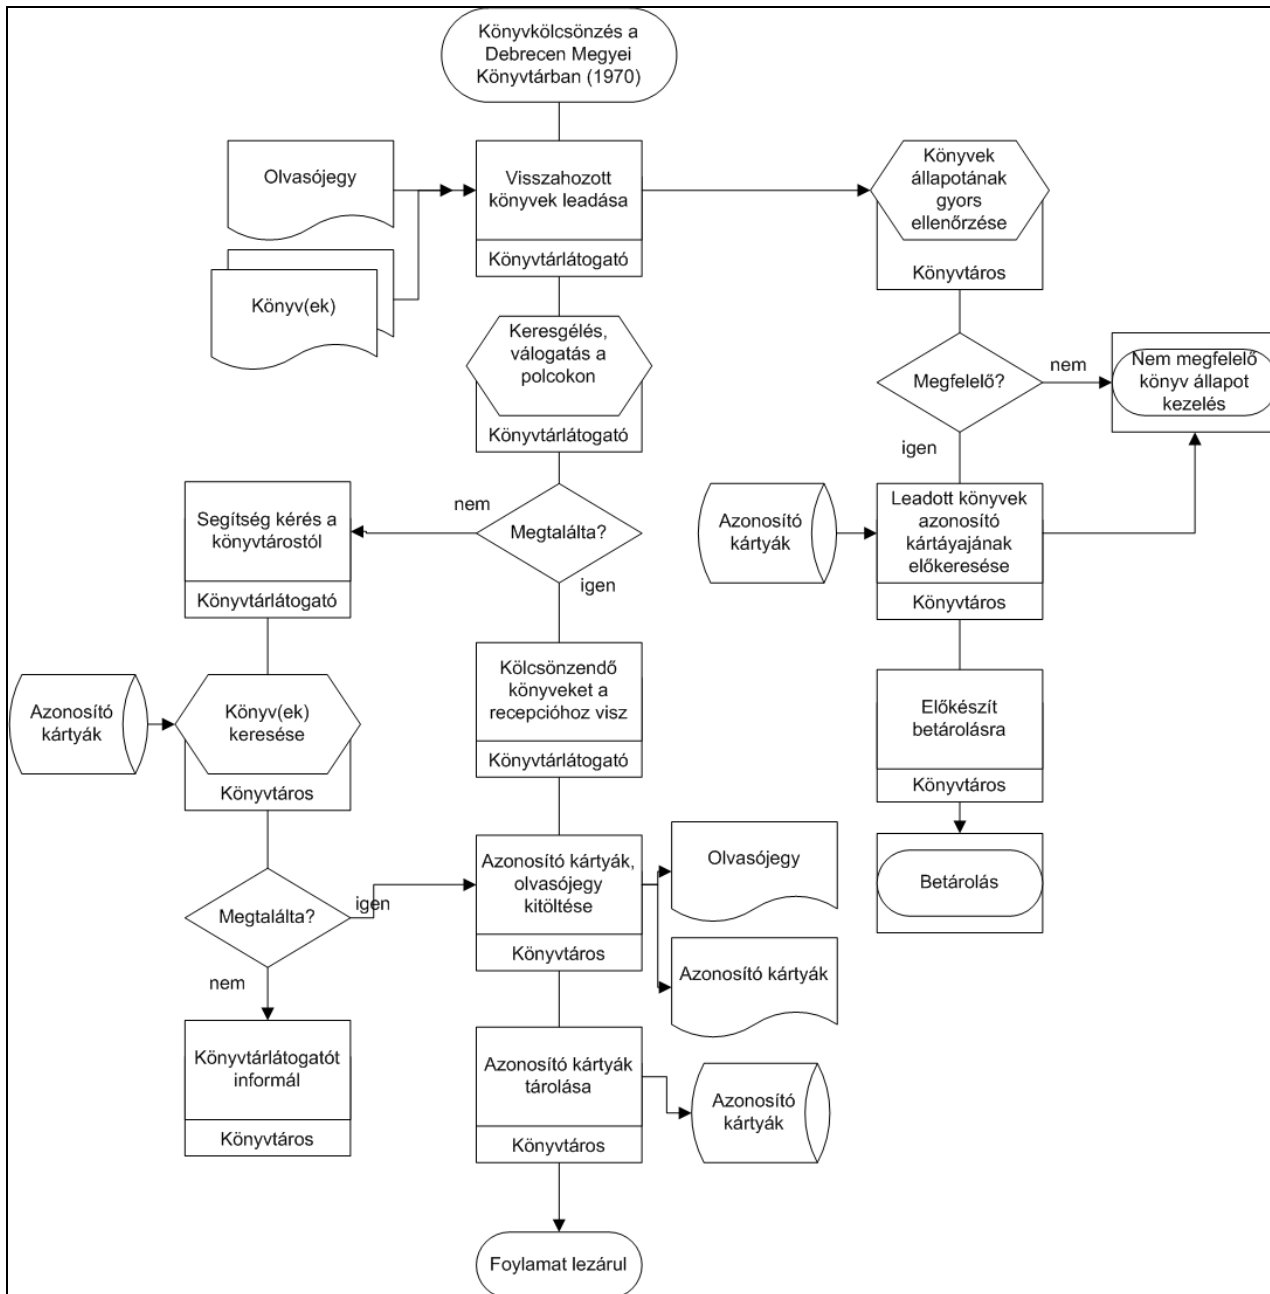 Könyvkölcsönzés a
Debrecen Megyei
Könyvtárban (1970)
Olvasójegy
Visszahozott
könyvek leadása
Könyvtárlátogató
Könyvek
állapotának
gyors
ellenőrzése
Könyvtáros
Könyv(ek)
Keresgélés,
válogatás a
polcokon
Könyvtárlátogató
Megfelelő?
nem
Nem megfelelő
könyv állapot
kezelés
igen
Segítség kérés a
könyvtárostól
Könyvtárlátogató
nem
Megtalálta?
igen
Azonosító
kártyák
Leadott könyvek
azonosító
kártáyajának
előkeresése
Könyvtáros
Azonosító
kártyák
Könyv(ek)
keresése
Könyvtáros
Kölcsönzendő
könyveket a
recepcióhoz visz
Könyvtárlátogató
Előkészít
betárolásra
Könyvtáros
Megtalálta?
igen
nem
Azonosító kártyák,
olvasójegy
kitöltése
Könyvtáros
Olvasójegy
Azonosító kártyák
Betárolás
Könyvtárlátogatót
informál
Könyvtáros
Azonosító kártyák
tárolása
Könyvtáros
Azonosító
kártyák
Foylamat lezárul